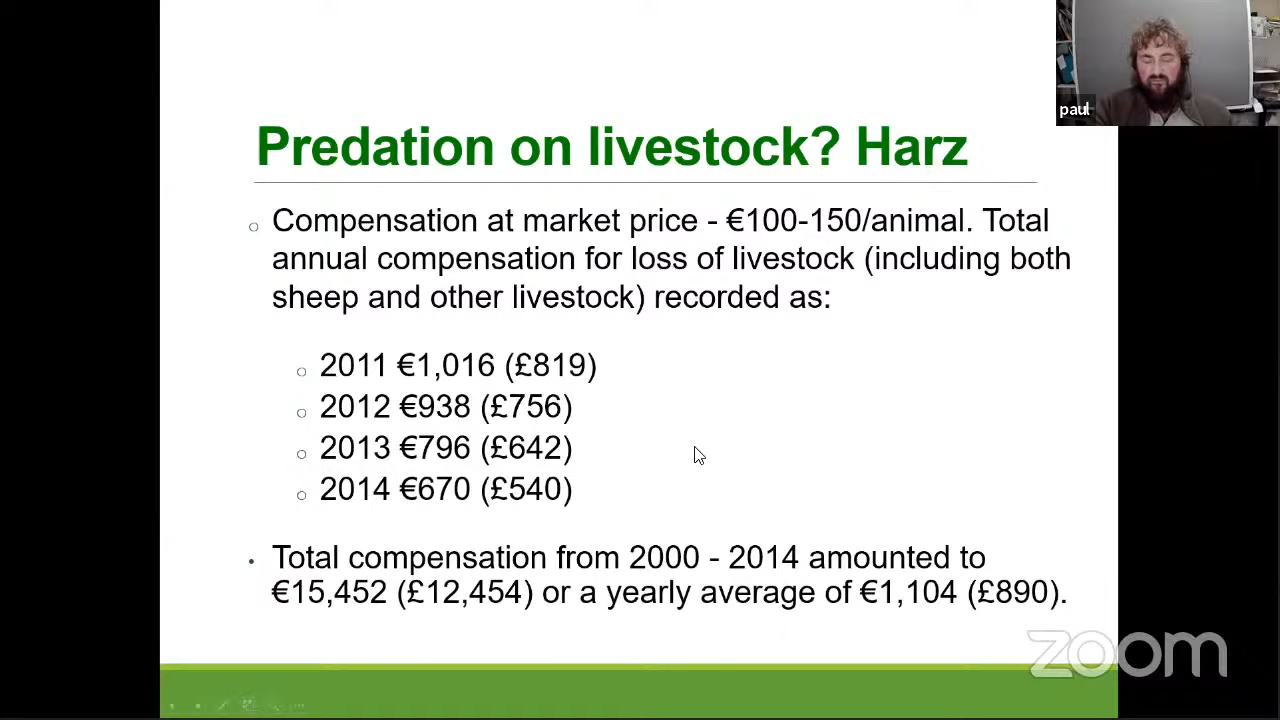 paul
Predation on livestock? Harz
Compensation at market price - €100-150/animal. Total
annual compensation for loss of livestock (including both
sheep and other livestock) recorded as:
2011 €1,016 (£819)
2012 €938 (£756)
2013 €796 (£642)
2014 €670 (£540)
Total compensation from 2000 - 2014 amounted to
€15,452 (£12,454) or a yearly average of €1,104 (£890).
zoom